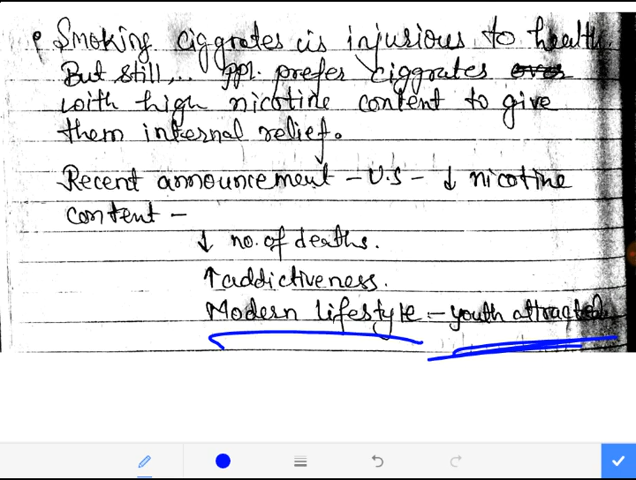 Smoking ciggrates is injurious to health.
But still,.. ppl. prefer ciggrates over
with high nicotine content to give
them internal relief.
Recent announcement - U.S - ↓ nicotine
content -
↓ no. of deaths.
↑ addictiveness.
Modern lifestyle - youth attracted